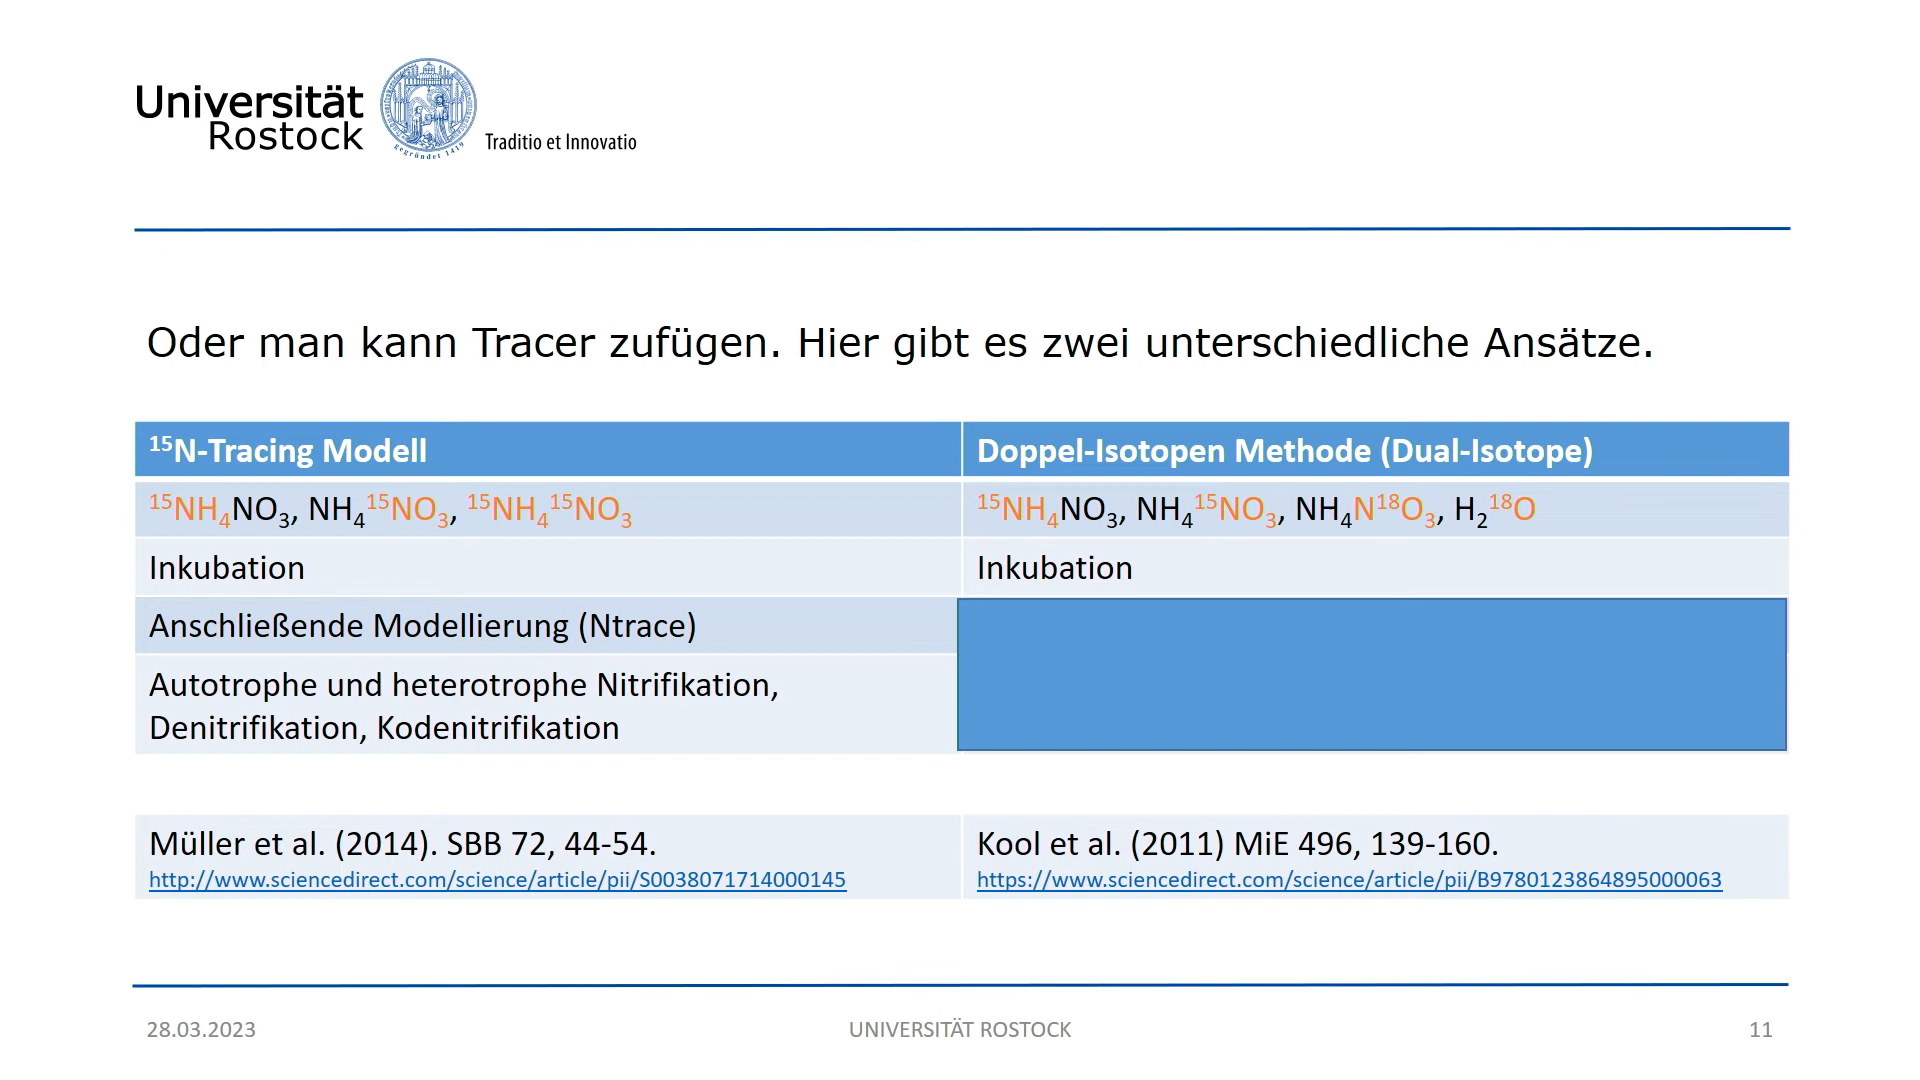 Universität
Rostock
gegründet 1419
Traditio et Innovatio
Oder man kann Tracer zufügen. Hier gibt es zwei unterschiedliche Ansätze.
¹⁵N-Tracing Modell
Doppel-Isotopen Methode (Dual-Isotope)
¹⁵NH₄NO₃, NH₄¹⁵NO₃, ¹⁵NH₄¹⁵NO₃
¹⁵NH₄NO₃, NH₄¹⁵NO₃, NH₄N¹⁸O₃, H₂¹⁸O
Inkubation
Inkubation
Anschließende Modellierung (Ntrace)
Autotrophe und heterotrophe Nitrifikation,
Denitrifikation, Kodenitrifikation
Müller et al. (2014). SBB 72, 44-54.
http://www.sciencedirect.com/science/article/pii/S0038071714000145
Kool et al. (2011) MiE 496, 139-160.
https://www.sciencedirect.com/science/article/pii/B9780123864895000063
28.03.2023
UNIVERSITÄT ROSTOCK
11